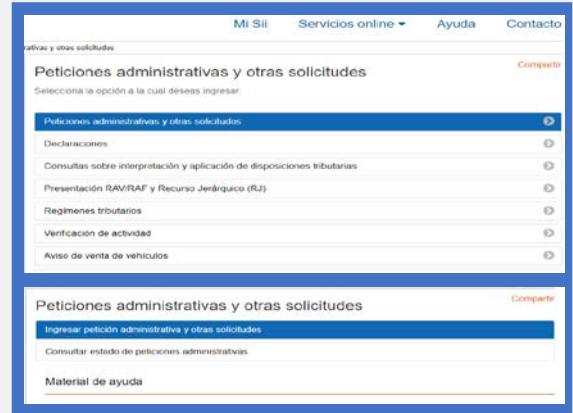 Mi Sii Servicios online Ayuda Contacto
rativas y otras solicitudes
Peticiones administrativas y otras solicitudes Compartir
Selecciona la opción a la cual deseas ingresar:
Peticiones administrativas y otras solicitudos
Declaraciones
Consultas sobre interpretación y aplicación de disposiciones tributarias
Presentación RAV/RAF y Recurso Jerárquico (RJ)
Regímenes tributarios
Verificación de actividad
Aviso de venta de vehículos
Peticiones administrativas y otras solicitudes Compartir
Ingresar petición administrativa y otras solicitudes
Consultar estado de peticiones administrativas
Material de ayuda